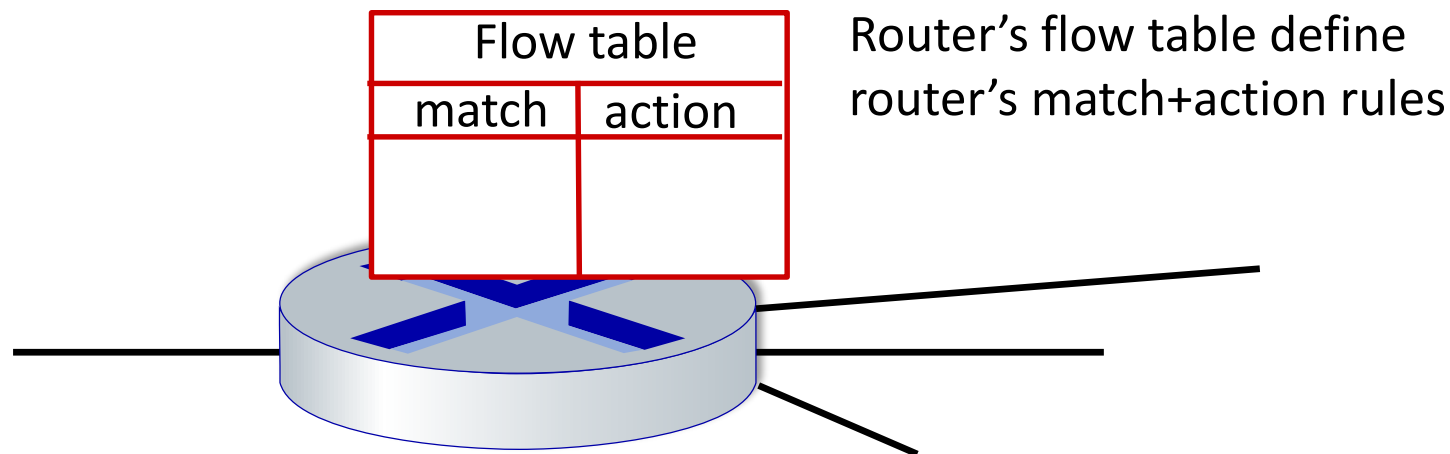 Flow table
match action
Router’s flow table define
router’s match+action rules